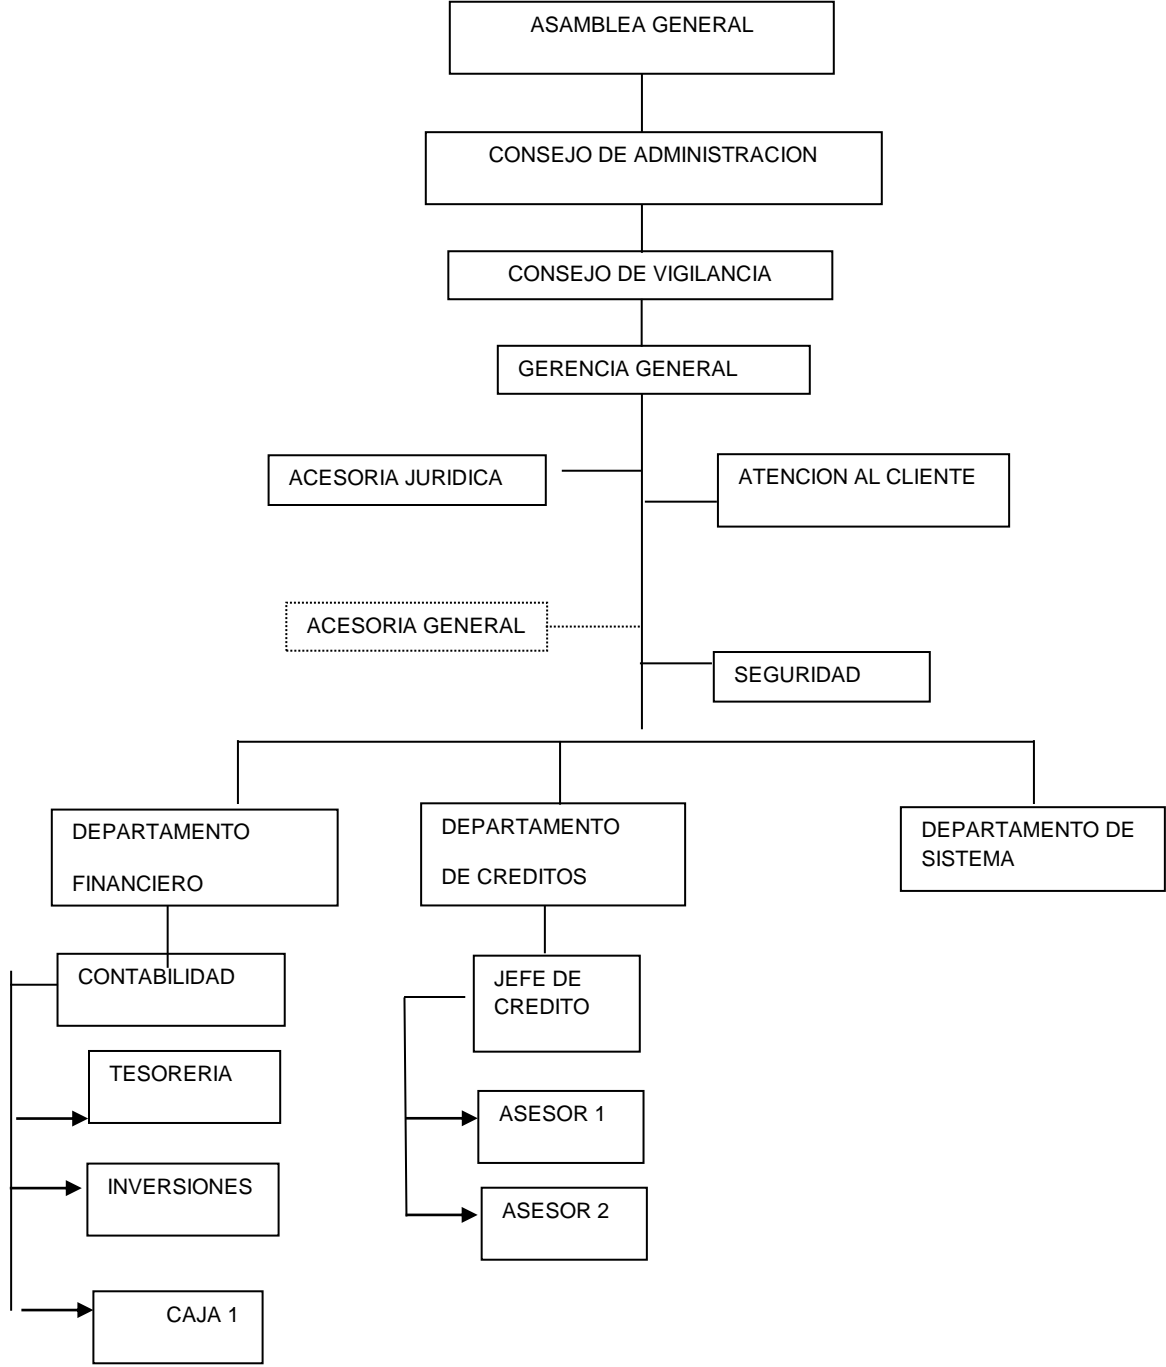 ASAMBLEA GENERAL
CONSEJO DE ADMINISTRACION
CONSEJO DE VIGILANCIA
GERENCIA GENERAL
ACESORIA JURIDICA
ATENCION AL CLIENTE
ACESORIA GENERAL
SEGURIDAD
DEPARTAMENTO
FINANCIERO
DEPARTAMENTO
DE CREDITOS
DEPARTAMENTO DE
SISTEMA
CONTABILIDAD
JEFE DE
CREDITO
TESORERIA
ASESOR 1
INVERSIONES
ASESOR 2
CAJA 1